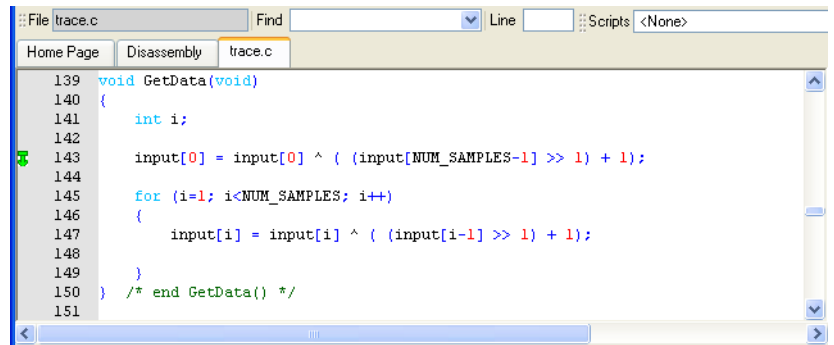 File trace.c Find Line Scripts <None>
Home Page Disassembly trace.c
139 void GetData(void)
140 {
141 int i;
142
143 input[0] = input[0] ^ ( (input[NUM_SAMPLES-1] >> 1) + 1);
144
145 for (i=1; i<NUM_SAMPLES; i++)
146 {
147 input[i] = input[i] ^ ( (input[i-1] >> 1) + 1);
148
149 }
150 } /* end GetData() */
151